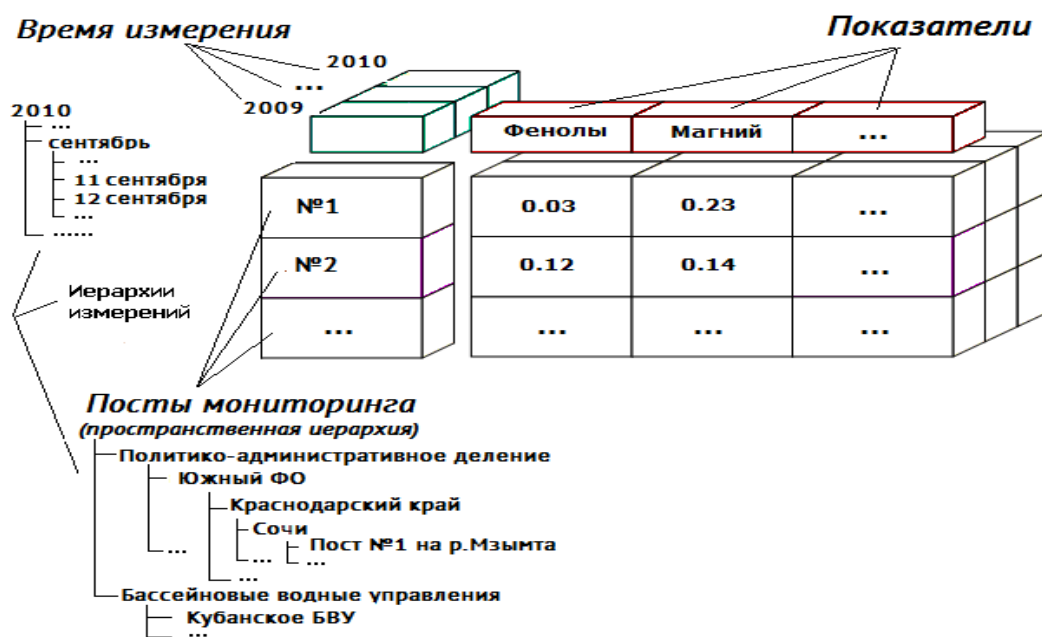 Время измерения
Показатели
2010
...
2009
2010
...
сентябрь
...
11 сентября
12 сентября
...
......
Фенолы Магний ...
№1 0.03 0.23 ...
№2 0.12 0.14 ...
... ... ... ...
Иерархии
измерений
Посты мониторинга
(пространственная иерархия)
Политико-административное деление
Южный ФО
Краснодарский край
Сочи
Пост №1 на р.Мзымта
... ... ...
...
Бассейновые водные управления
Кубанское БВУ
...